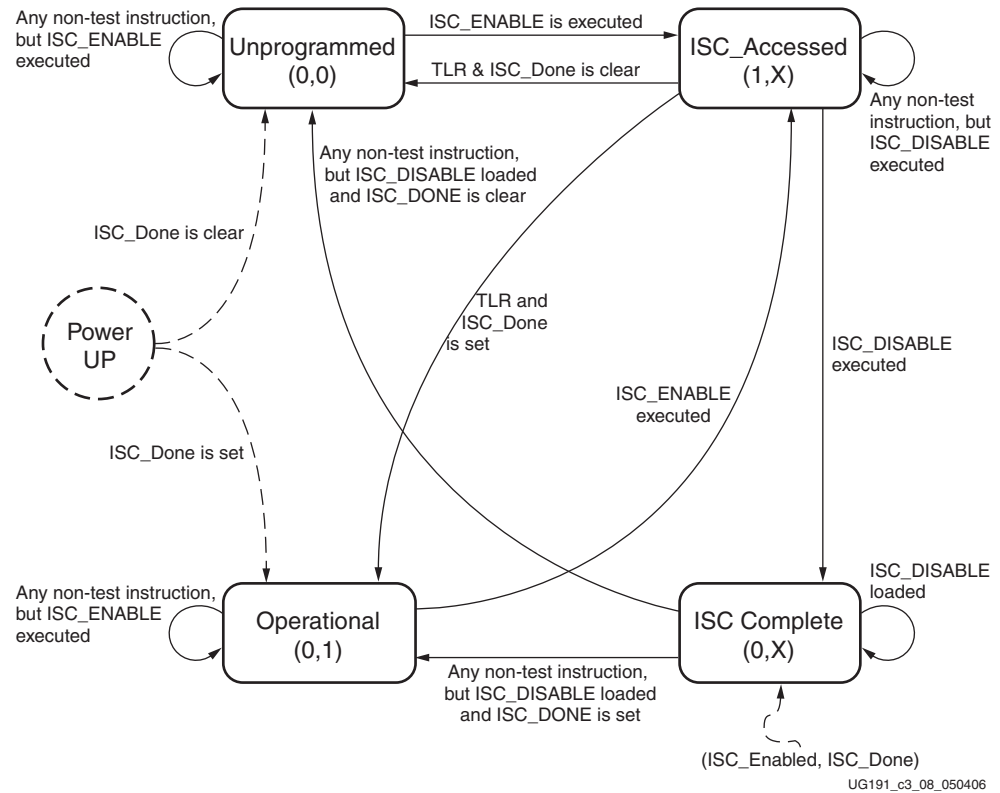 Any non-test instruction,
but ISC_ENABLE
executed
Unprogrammed
(0,0)
ISC_ENABLE is executed
TLR & ISC_Done is clear
ISC_Accessed
(1,X)
Any non-test
instruction, but
ISC_DISABLE
executed
Any non-test instruction,
but ISC_DISABLE loaded
and ISC_DONE is clear
ISC_Done is clear
Power
UP
TLR and
ISC_Done
is set
ISC_DISABLE
executed
ISC_ENABLE
executed
ISC_Done is set
Any non-test instruction,
but ISC_ENABLE
executed
Operational
(0,1)
Any non-test instruction,
but ISC_DISABLE loaded
and ISC_DONE is set
ISC Complete
(0,X)
ISC_DISABLE
loaded
(ISC_Enabled, ISC_Done)
UG191_c3_08_050406